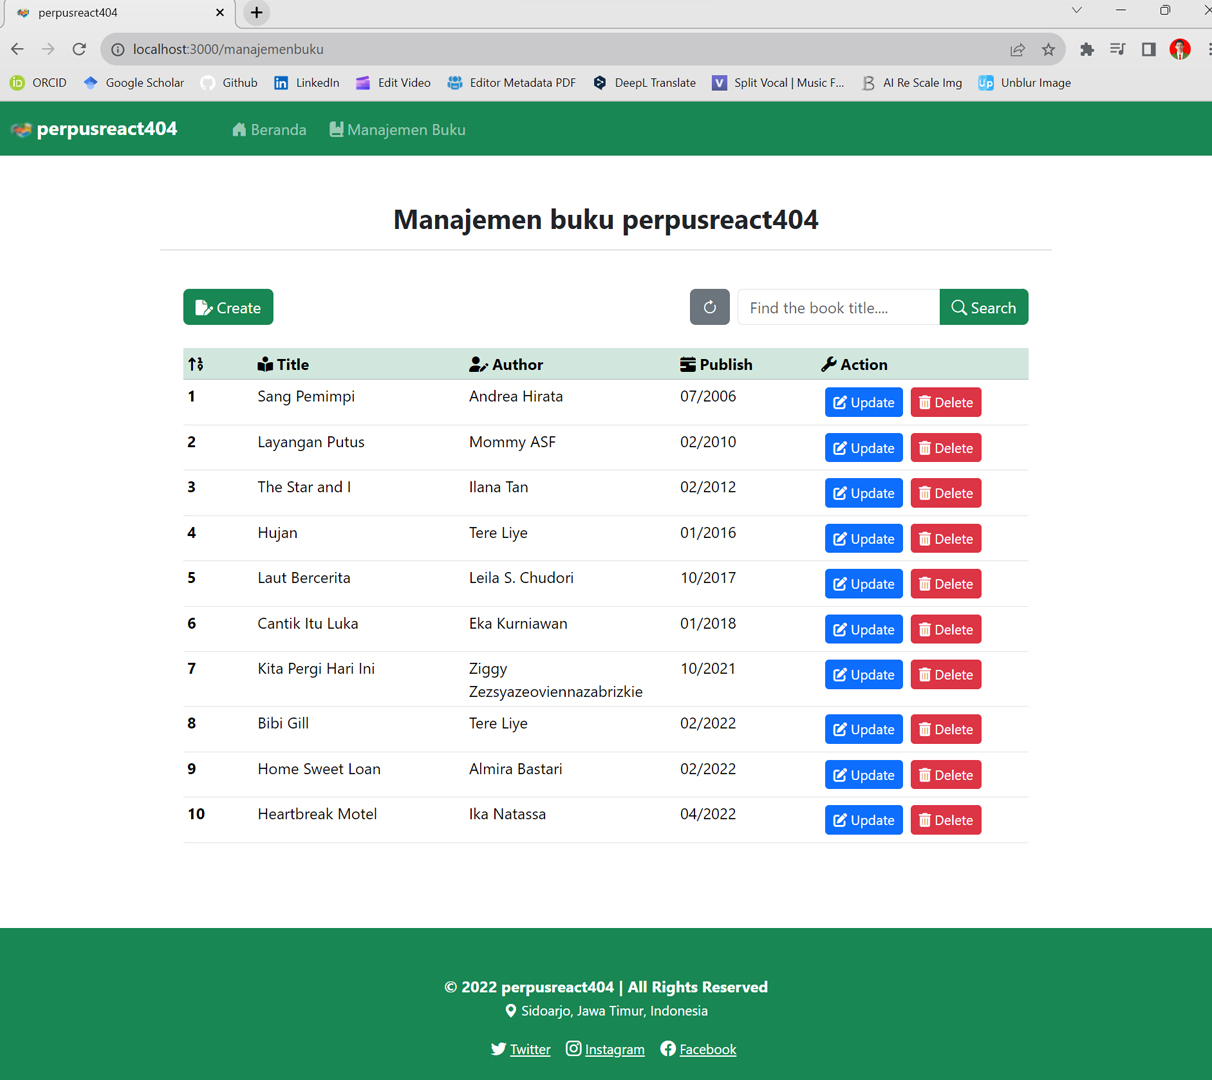 perpusreact404
localhost:3000/manajemenbuku
ORCID Google Scholar Github LinkedIn Edit Video Editor Metadata PDF DeepL Translate Split Vocal | Music F... AI Re Scale Img Unblur Image
perpusreact404 Beranda Manajemen Buku
Manajemen buku perpusreact404
Create Find the book title.... Search
Title Author Publish Action
1 Sang Pemimpi Andrea Hirata 07/2006 Update Delete
2 Layangan Putus Mommy ASF 02/2010 Update Delete
3 The Star and I Ilana Tan 02/2012 Update Delete
4 Hujan Tere Liye 01/2016 Update Delete
5 Laut Bercerita Leila S. Chudori 10/2017 Update Delete
6 Cantik Itu Luka Eka Kurniawan 01/2018 Update Delete
7 Kita Pergi Hari Ini Ziggy 10/2021 Update Delete
Zezsyazeoviennazabrizkie
8 Bibi Gill Tere Liye 02/2022 Update Delete
9 Home Sweet Loan Almira Bastari 02/2022 Update Delete
10 Heartbreak Motel Ika Natassa 04/2022 Update Delete
© 2022 perpusreact404 | All Rights Reserved
Sidoarjo, Jawa Timur, Indonesia
Twitter Instagram Facebook